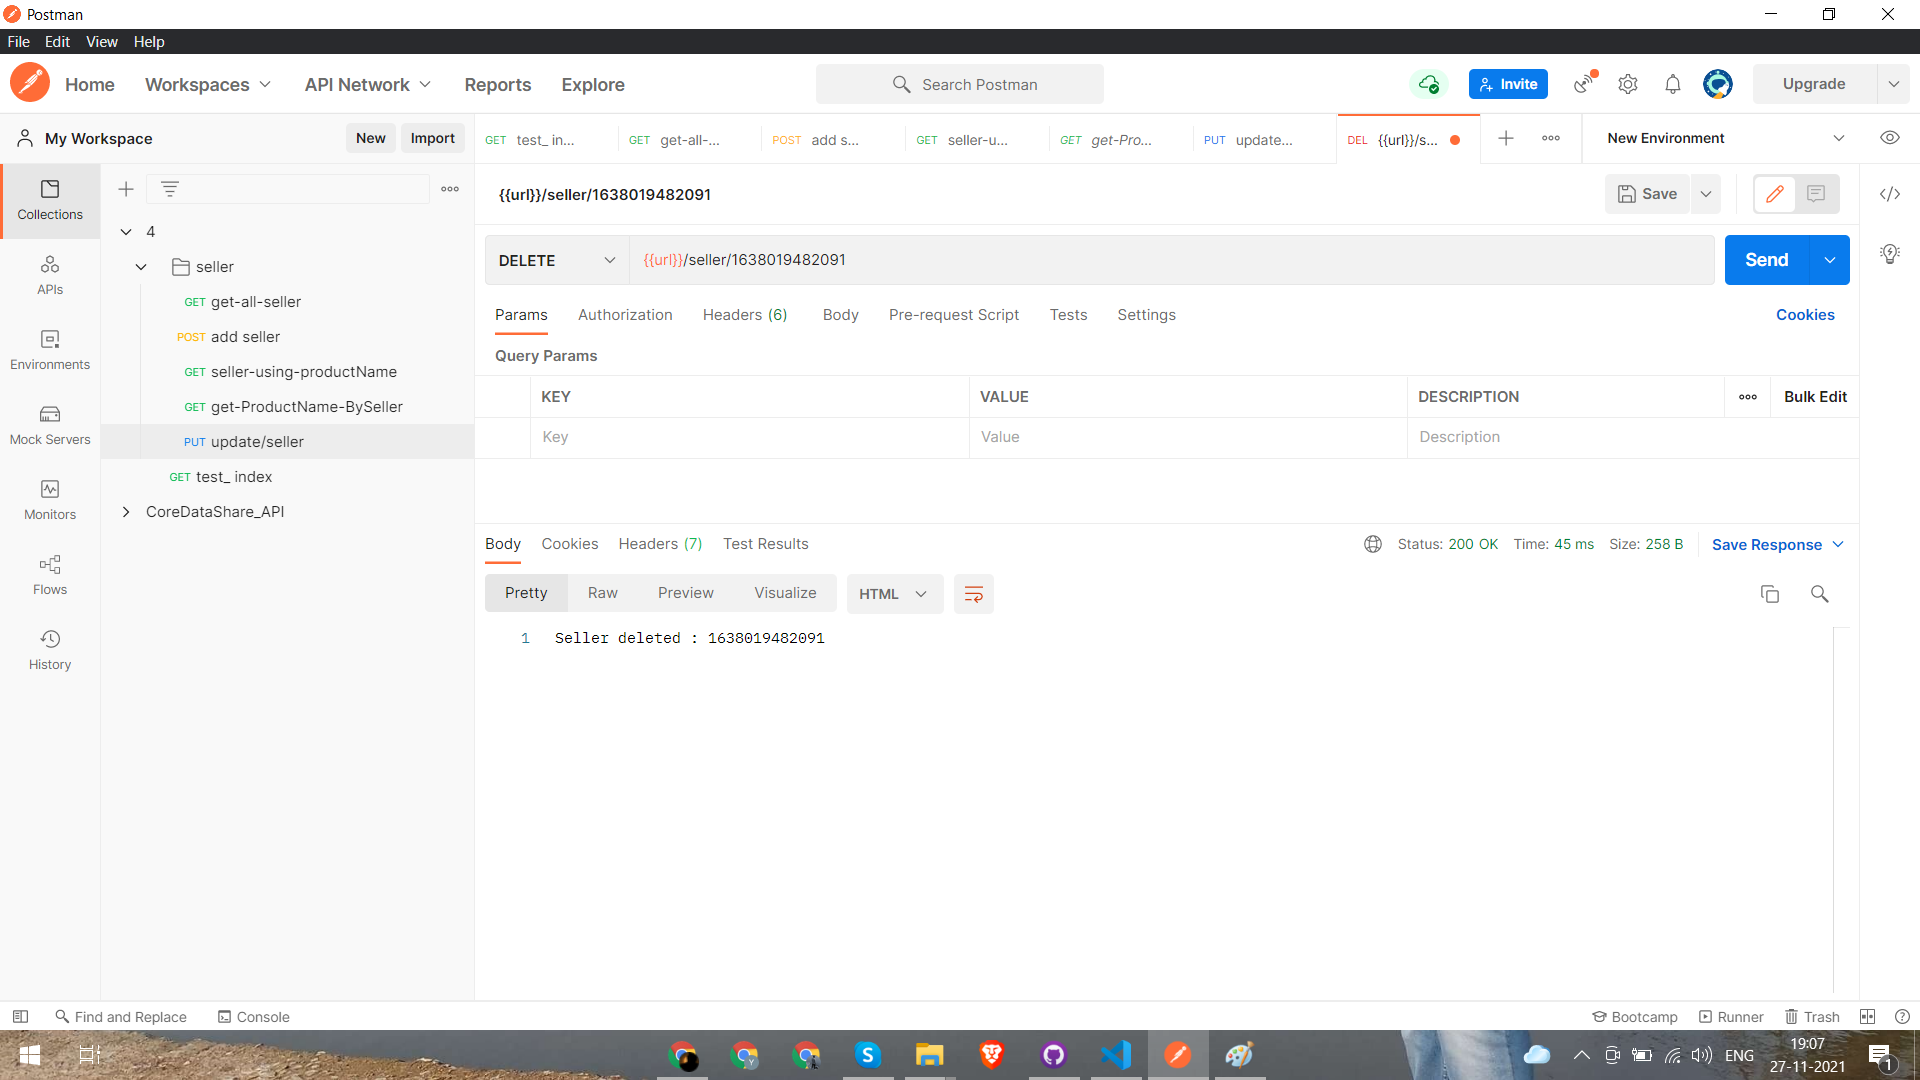 Postman
File Edit View Help
Home Workspaces API Network Reports Explore Search Postman Invite Upgrade
My Workspace New Import
GET test_ in... GET get-all-... POST add s... GET seller-u... GET get-Pro... PUT update... DEL {{url}}/s... New Environment
Collections
APIs
Environments
Mock Servers
Monitors
Flows
History
4
seller
GET get-all-seller
POST add seller
GET seller-using-productName
GET get-ProductName-BySeller
PUT update/seller
GET test_ index
CoreDataShare_API
{{url}}/seller/1638019482091 Save
DELETE {{url}}/seller/1638019482091 Send
Params Authorization Headers (6) Body Pre-request Script Tests Settings Cookies
Query Params
KEY VALUE DESCRIPTION Bulk Edit
Key Value Description
Body Cookies Headers (7) Test Results Status: 200 OK Time: 45 ms Size: 258 B Save Response
Pretty Raw Preview Visualize HTML
1 Seller deleted : 1638019482091
Find and Replace Console Bootcamp Runner Trash
ENG 19:07
27-11-2021 1